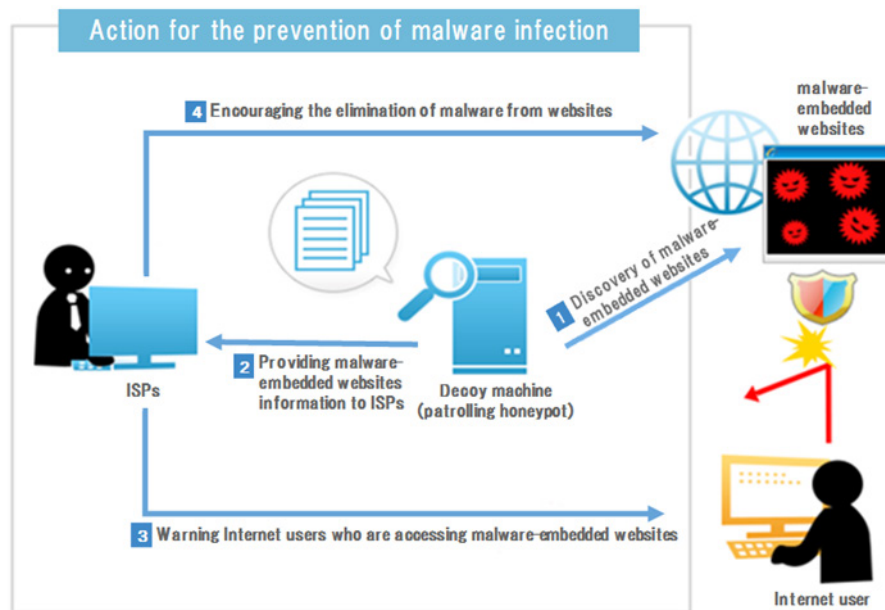 Action for the prevention of malware infection
4 Encouraging the elimination of malware from websites
malware-
embedded
websites
1 Discovery of malware-
embedded websites
2 Providing malware-
embedded websites
information to ISPs
ISPs
Decoy machine
(patrolling honeypot)
3 Warning Internet users who are accessing malware-embedded websites
Internet user